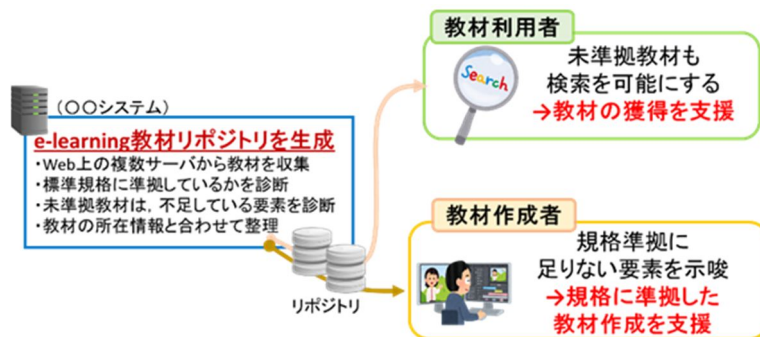 (〇〇システム)
e-learning教材リポジトリを生成
・Web上の複数サーバから教材を収集
・標準規格に準拠しているかを診断
・未準拠教材は，不足している要素を診断
・教材の所在情報と合わせて整理
リポジトリ
教材利用者
Search
未準拠教材も
検索を可能にする
→教材の獲得を支援
教材作成者
規格準拠に
足りない要素を示唆
→規格に準拠した
教材作成を支援